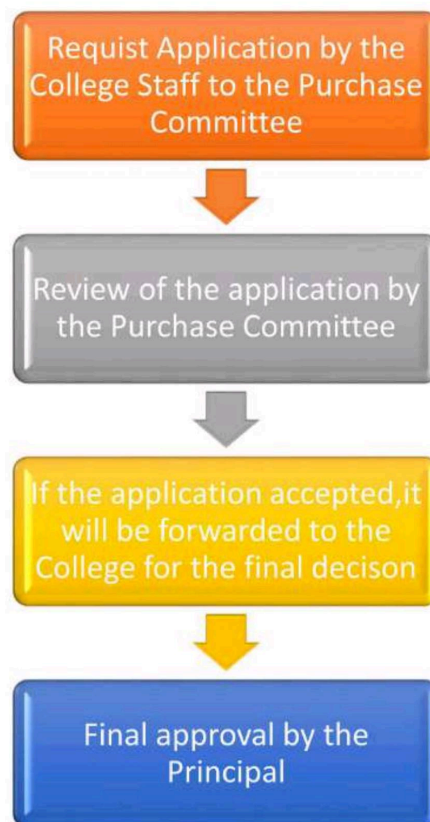 Requist Application by the
College Staff to the Purchase
Committee
Review of the application by
the Purchase Committee
If the application accepted,it
will be forwarded to the
College for the final decison
Final approval by the
Principal